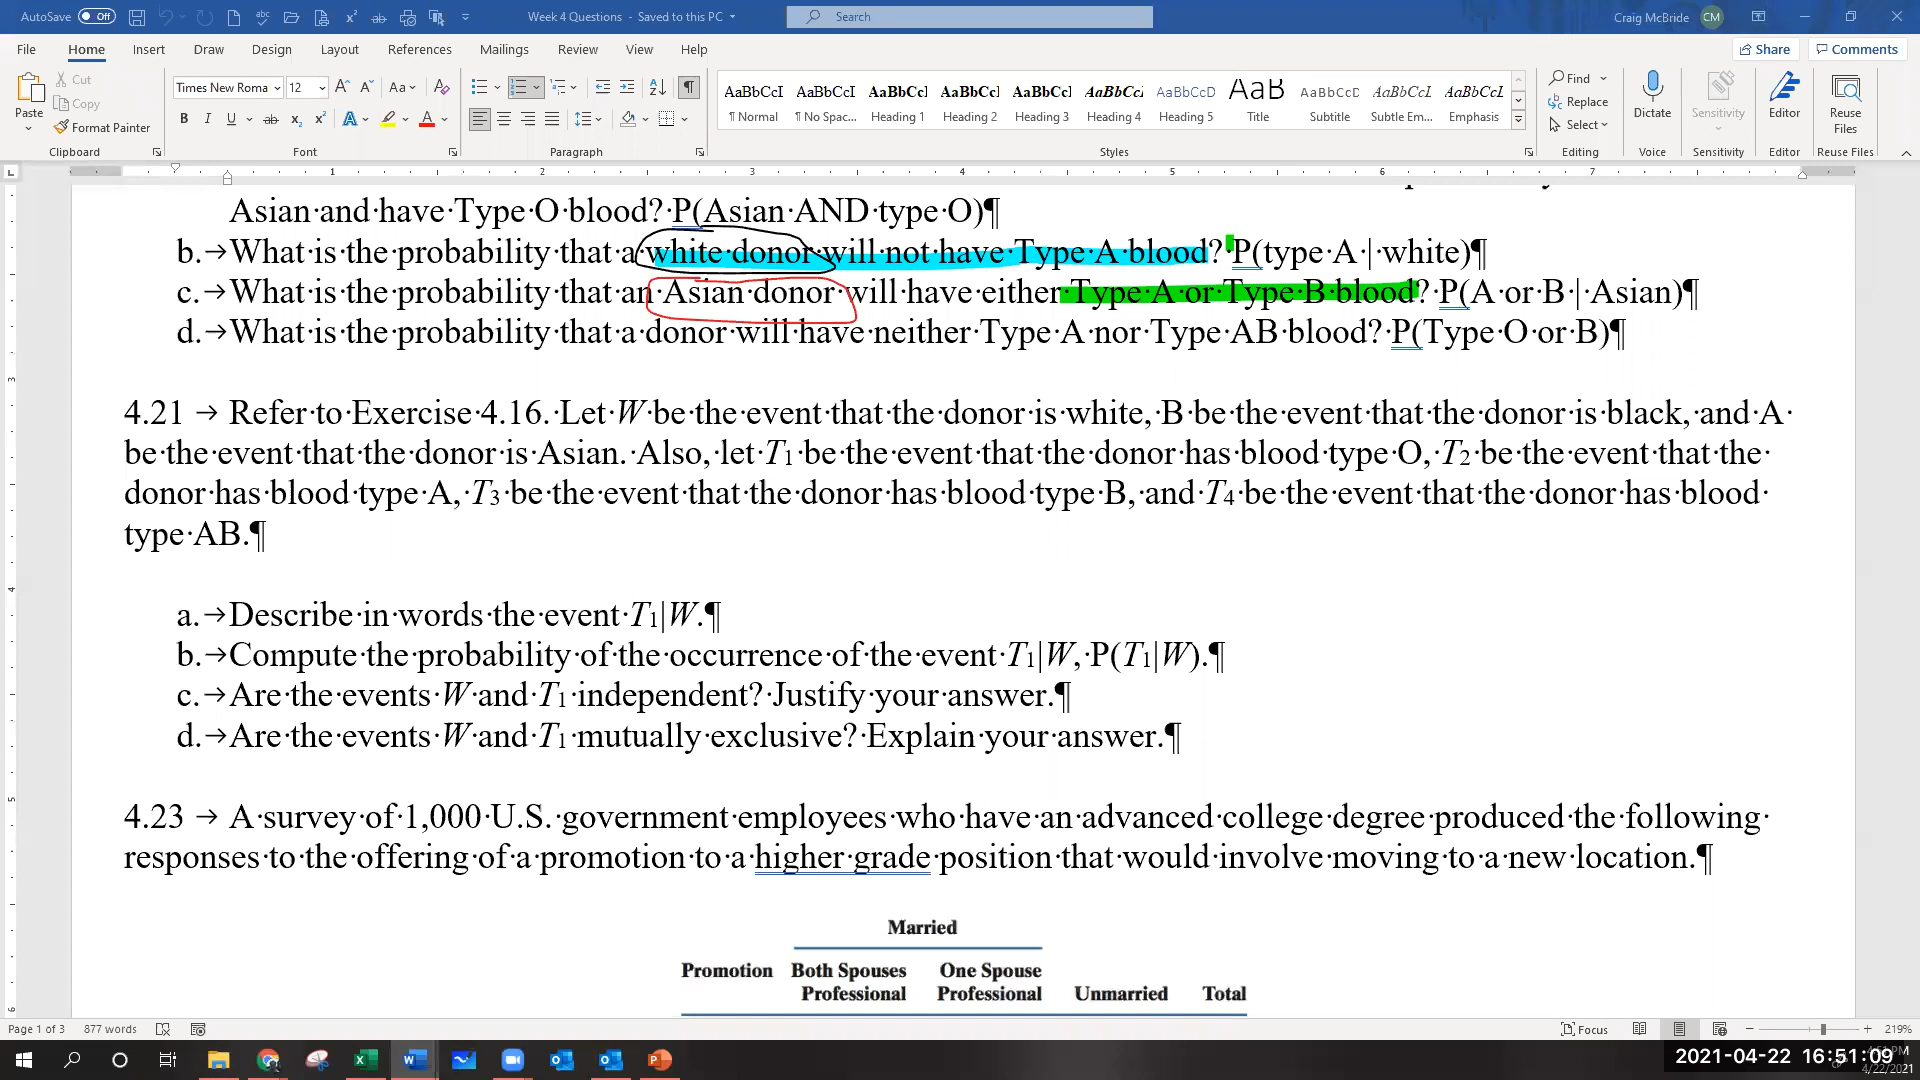 AutoSave Off Week 4 Questions - Saved to this PC Search Craig McBride CM
File Home Insert Draw Design Layout References Mailings Review View Help Share Comments
Paste Cut Copy Format Painter
Times New Roma 12 Aa
B I U ab x₂ x² A A
AaBbCcI AaBbCcI AaBbCcI AaBbCcI AaBbCcI AaBbCcI AaBbCcD AaB AaBbCcD AaBbCcI AaBbCcI
¶ Normal ¶ No Spac... Heading 1 Heading 2 Heading 3 Heading 4 Heading 5 Title Subtitle Subtle Em... Emphasis
Find Replace Select
Dictate Sensitivity Editor Reuse Files
Clipboard Font Paragraph Styles Editing Voice Sensitivity Editor Reuse Files
1 2 3 4 5 6 7
Asian·and·have·Type·O·blood?·P(Asian·AND·type·O)¶
b.→What·is·the·probability·that·a·white·donor·will·not·have·Type·A·blood?·P(type·A·|·white)¶
c.→What·is·the·probability·that·an·Asian·donor·will·have·either·Type·A·or·Type·B·blood?·P(A·or·B·|·Asian)¶
d.→What·is·the·probability·that·a·donor·will·have·neither·Type·A·nor·Type·AB·blood?·P(Type·O·or·B)¶
4.21 → Refer·to·Exercise·4.16.·Let·W·be·the·event·that·the·donor·is·white,·B·be·the·event·that·the·donor·is·black,·and·A·
be·the·event·that·the·donor·is·Asian.·Also,·let·T1·be·the·event·that·the·donor·has·blood·type·O,·T2·be·the·event·that·the·
donor·has·blood·type·A,·T3·be·the·event·that·the·donor·has·blood·type·B,·and·T4·be·the·event·that·the·donor·has·blood·
type·AB.¶
a.→Describe·in·words·the·event·T1|W.¶
b.→Compute·the·probability·of·the·occurrence·of·the·event·T1|W,·P(T1|W).¶
c.→Are·the·events·W·and·T1·independent?·Justify·your·answer.¶
d.→Are·the·events·W·and·T1·mutually·exclusive?·Explain·your·answer.¶
4.23 → A·survey·of·1,000·U.S.·government·employees·who·have·an·advanced·college·degree·produced·the·following·
responses·to·the·offering·of·a·promotion·to·a·higher·grade·position·that·would·involve·moving·to·a·new·location.¶
Married
Promotion Both Spouses One Spouse
Professional Professional Unmarried Total
Page 1 of 3 877 words Focus 219%
2021-04-22 16:51:09
4/22/2021